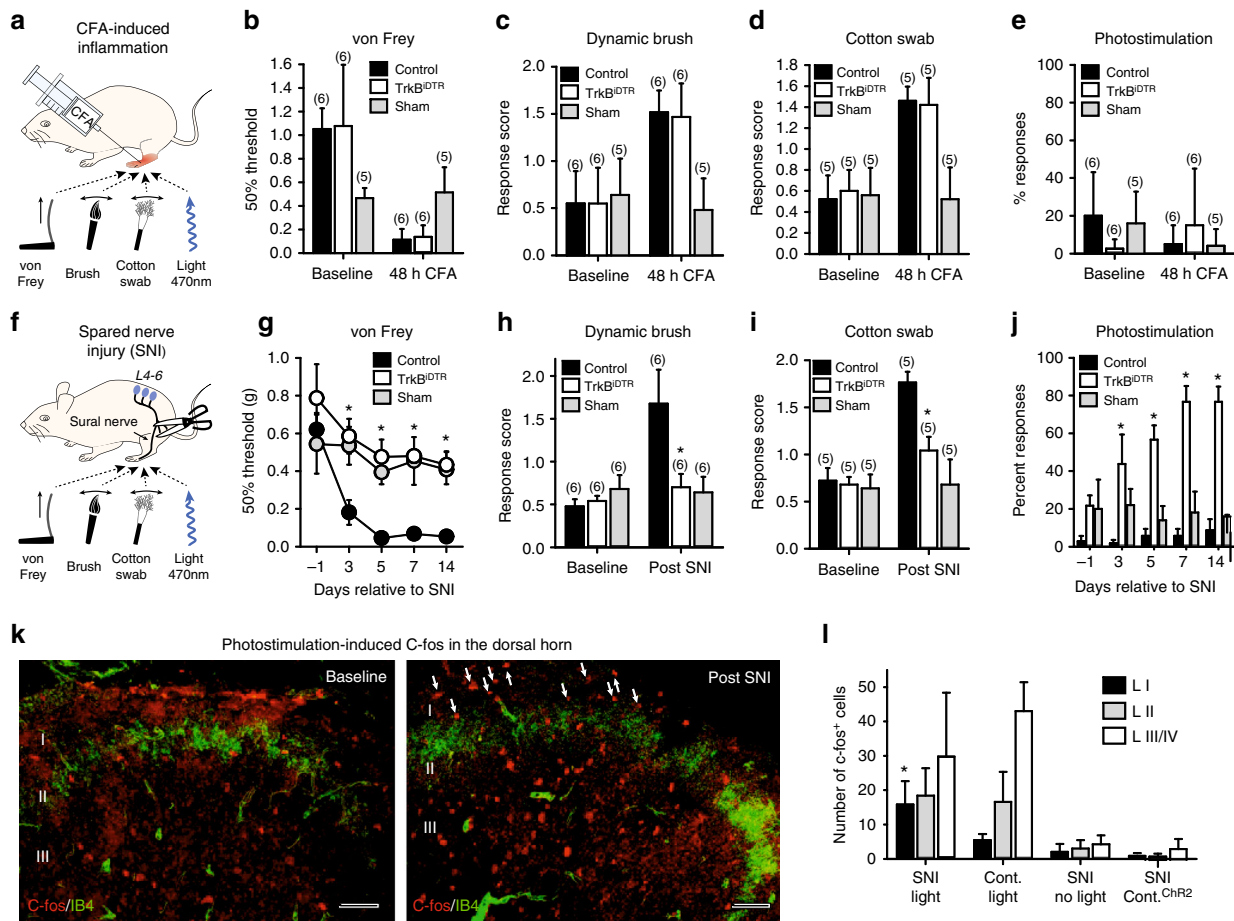 a
CFA-induced
inflammation
CFA
von
Frey
Brush
Cotton
swab
Light
470nm
b
von Frey
50% threshold
1.6
1.4
1.2
1.0
0.8
0.6
0.4
0.2
0.0
Control
TrkB^iDTR
Sham
(6)
(6)
(5)
(6)
(6)
(5)
Baseline
48 h CFA
c
Dynamic brush
Response score
2.0
1.5
1.0
0.5
0.0
Control
TrkB^iDTR
Sham
(6)
(6)
(5)
(6)
(6)
(5)
Baseline
48 h CFA
d
Cotton swab
Response score
1.8
1.6
1.4
1.2
1.0
0.8
0.6
0.4
0.2
0.0
Control
TrkB^iDTR
Sham
(5)
(5)
(5)
(5)
(5)
(5)
Baseline
48 h CFA
e
Photostimulation
% responses
100
80
60
40
20
0
Control
TrkB^iDTR
Sham
(6)
(6)
(5)
(6)
(6)
(5)
Baseline
48 h CFA
f
Spared nerve
injury (SNI)
L4-6
Sural nerve
von
Frey
Brush
Cotton
swab
Light
470nm
g
von Frey
50% threshold (g)
1.0
0.8
0.6
0.4
0.2
0.0
Control
TrkB^iDTR
Sham
* * * *
–1 3 5 7 14
Days relative to SNI
h
Dynamic brush
Response score
2.5
2.0
1.5
1.0
0.5
0.0
Control
TrkB^iDTR
Sham
(6)
(6)
(6)
(6)
*
(6)
(6)
Baseline
Post SNI
i
Cotton swab
Response score
2.0
1.5
1.0
0.5
0.0
Control
TrkB^iDTR
Sham
(5)
(5)
(5)
(5)
*
(5)
(5)
Baseline
Post SNI
j
Photostimulation
Percent responses
100
80
60
40
20
0
Control
TrkB^iDTR
Sham
* * * *
–1 3 5 7 14
Days relative to SNI
k
Photostimulation-induced C-fos in the dorsal horn
Baseline
I
II
III
C-fos/IB4
Post SNI
I
II
III
C-fos/IB4
l
Number of c-fos⁺ cells
50
40
30
20
10
0
L I
L II
L III/IV
*
SNI
light
Cont.
light
SNI
no light
SNI
Cont.^ChR2